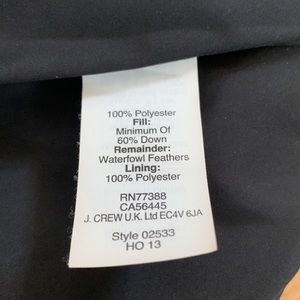 100% Polyester
Fill:
Minimum Of
60% Down
Remainder:
Waterfowl Feathers
Lining:
100% Polyester
RN77388
CA56445
J. CREW U.K. Ltd EC4V 6JA
Style 02533
HO 13